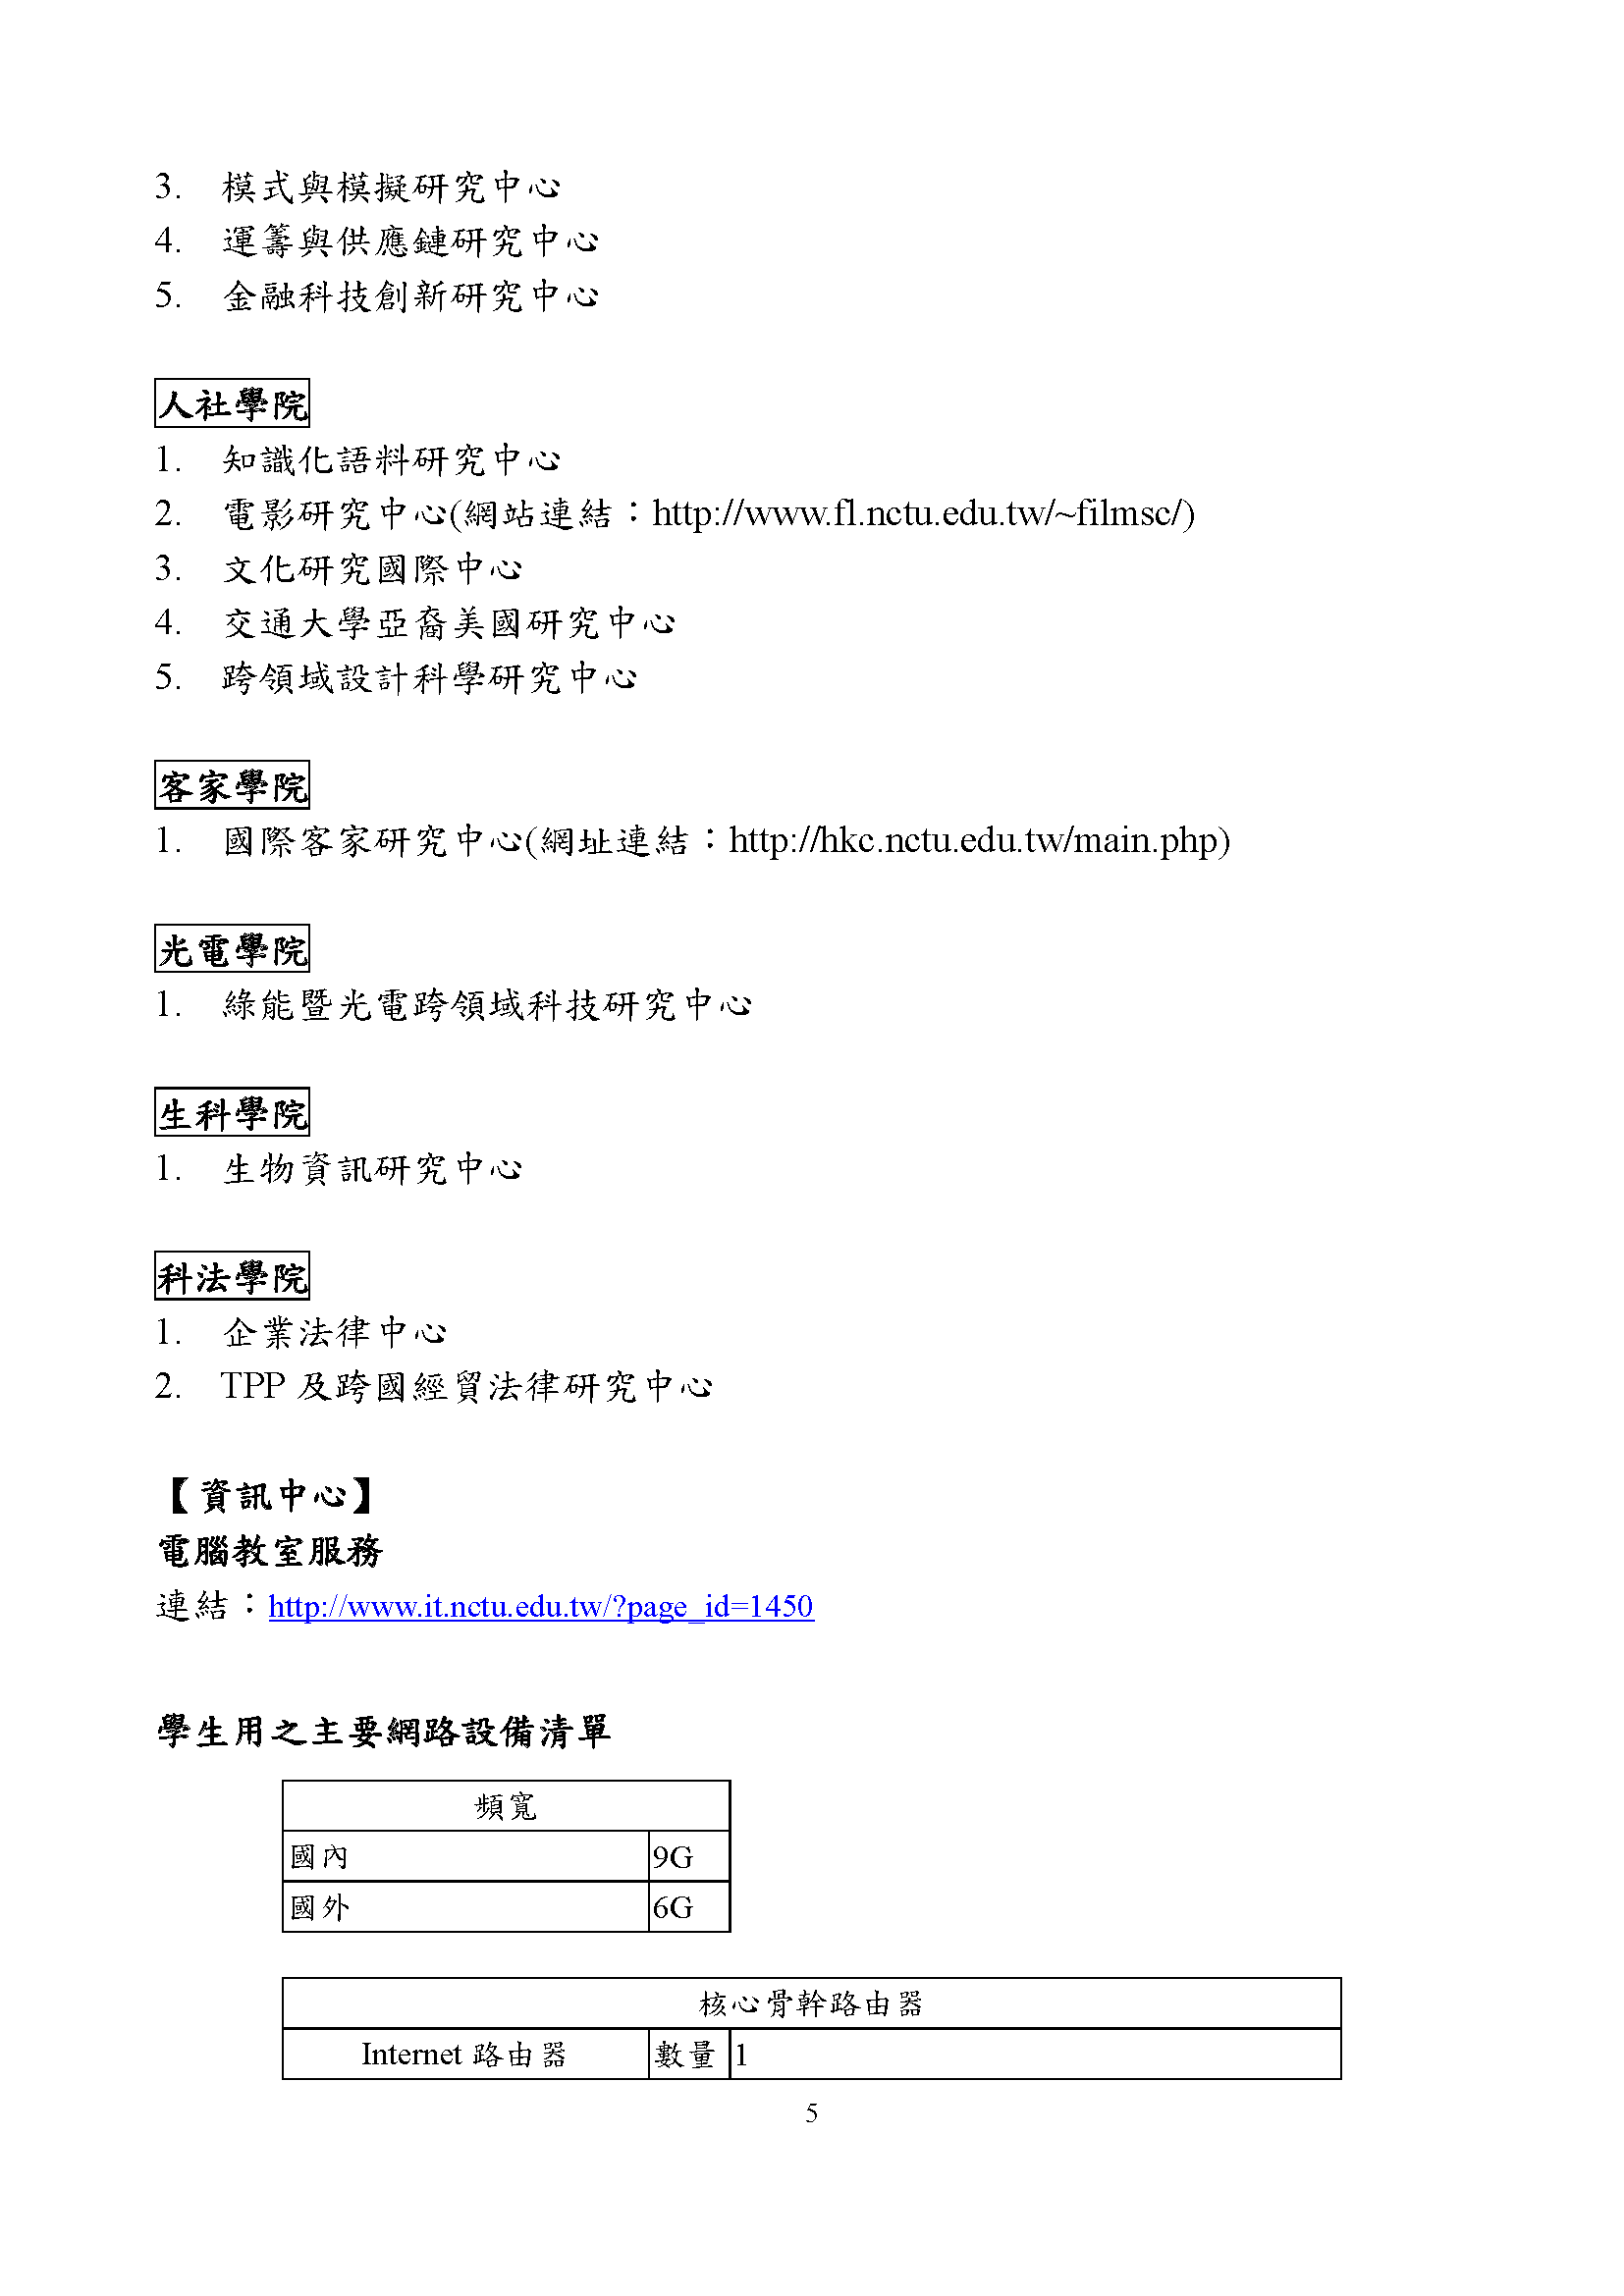 3. 模式與模擬研究中心
4. 運籌與供應鏈研究中心
5. 金融科技創新研究中心
人社學院
1. 知識化語料研究中心
2. 電影研究中心(網站連結：http://www.fl.nctu.edu.tw/~filmsc/)
3. 文化研究國際中心
4. 交通大學亞裔美國研究中心
5. 跨領域設計科學研究中心
客家學院
1. 國際客家研究中心(網址連結：http://hkc.nctu.edu.tw/main.php)
光電學院
1. 綠能暨光電跨領域科技研究中心
生科學院
1. 生物資訊研究中心
科法學院
1. 企業法律中心
2. TPP 及跨國經貿法律研究中心
【資訊中心】
電腦教室服務
連結：http://www.it.nctu.edu.tw/?page_id=1450
學生用之主要網路設備清單
頻寬
國內 9G
國外 6G
核心骨幹路由器
Internet 路由器 數量 1
5